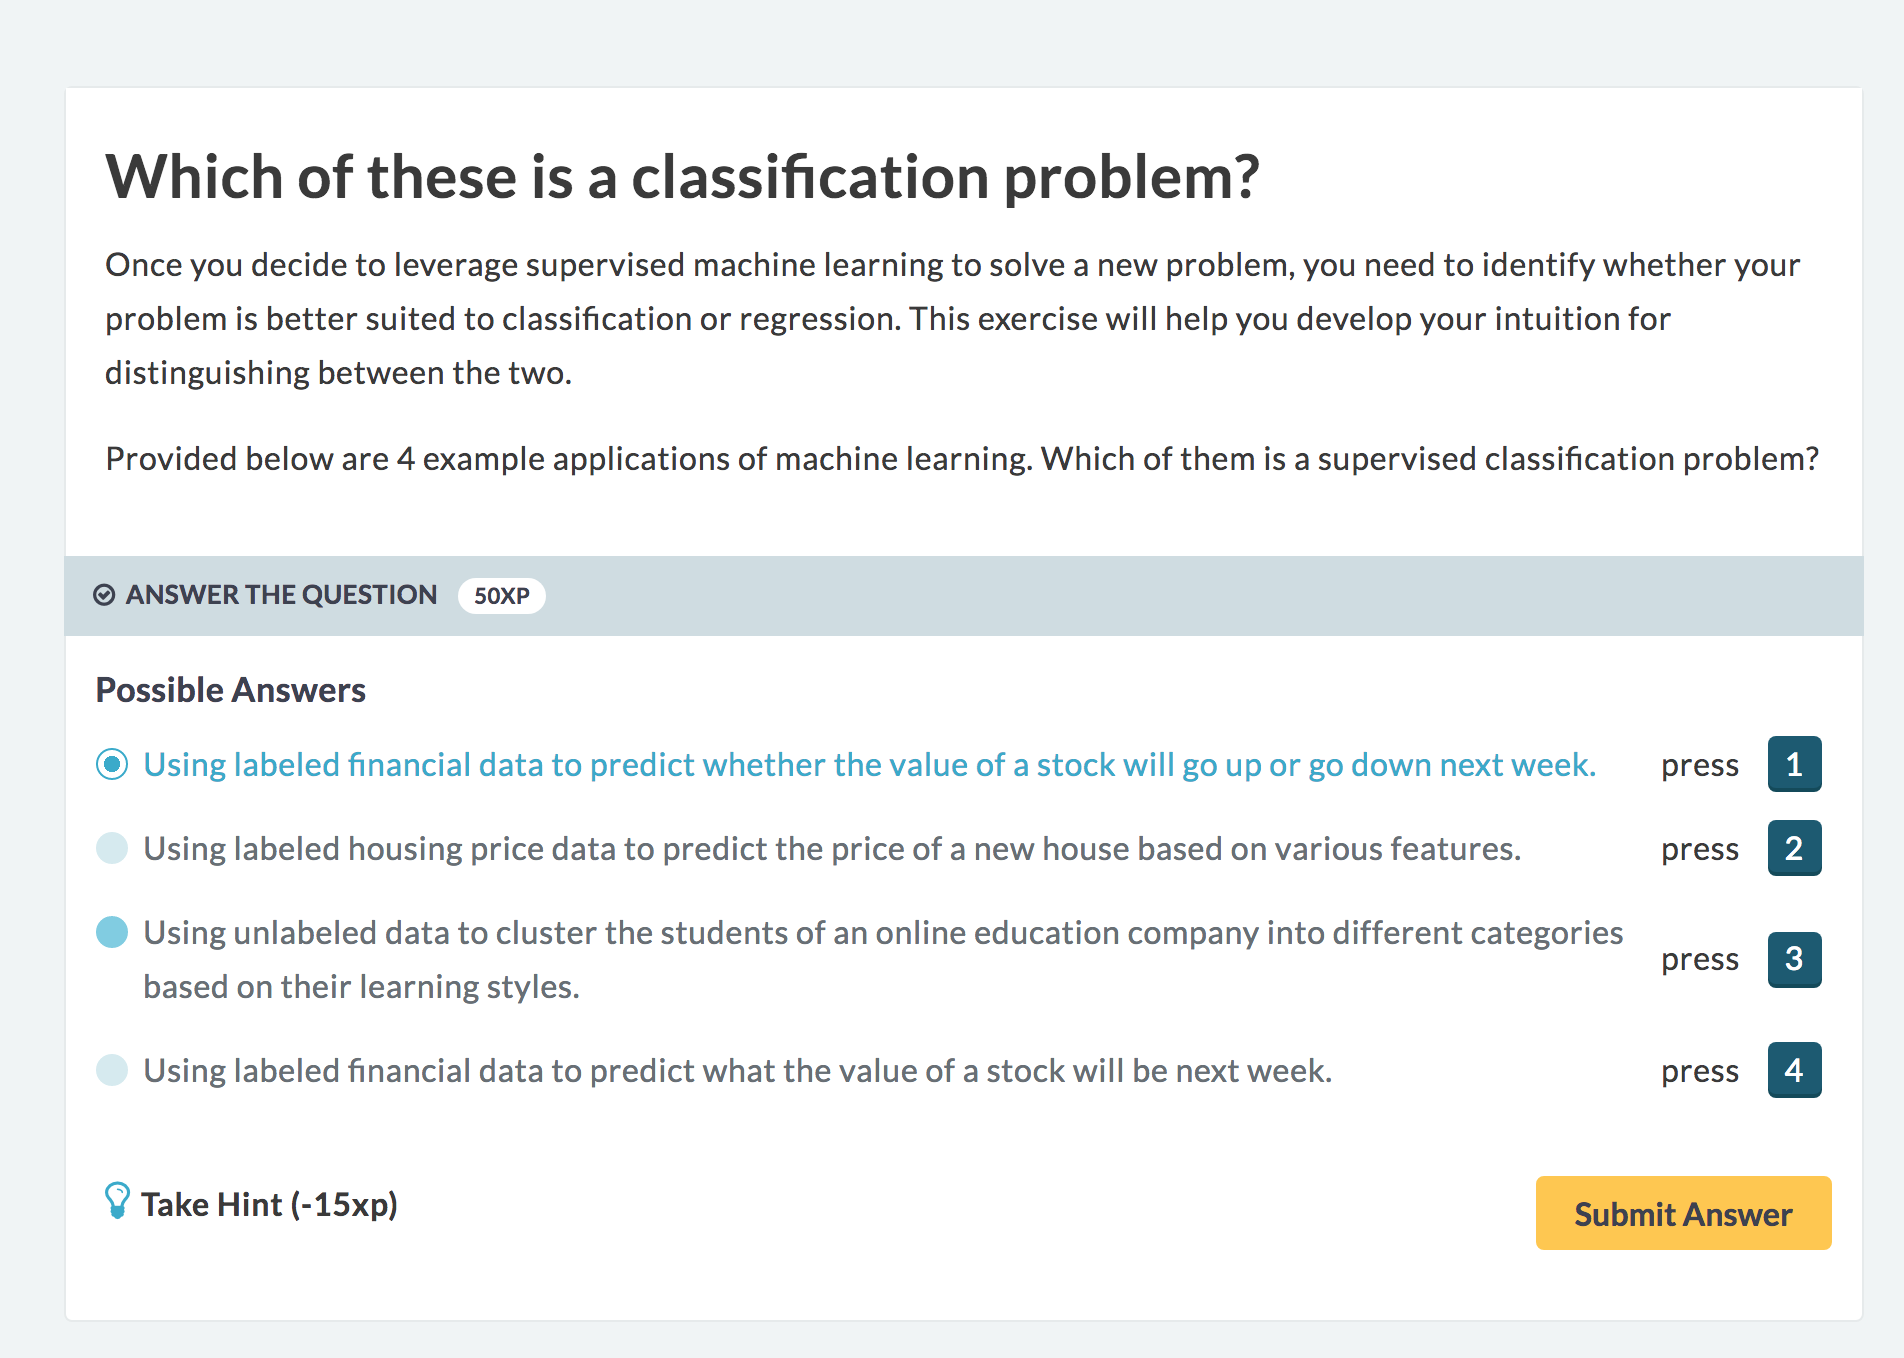 Which of these is a classification problem?
Once you decide to leverage supervised machine learning to solve a new problem, you need to identify whether your
problem is better suited to classification or regression. This exercise will help you develop your intuition for
distinguishing between the two.
Provided below are 4 example applications of machine learning. Which of them is a supervised classification problem?
ANSWER THE QUESTION 50XP
Possible Answers
Using labeled financial data to predict whether the value of a stock will go up or go down next week. press 1
Using labeled housing price data to predict the price of a new house based on various features. press 2
Using unlabeled data to cluster the students of an online education company into different categories
based on their learning styles. press 3
Using labeled financial data to predict what the value of a stock will be next week. press 4
Take Hint (-15xp)
Submit Answer